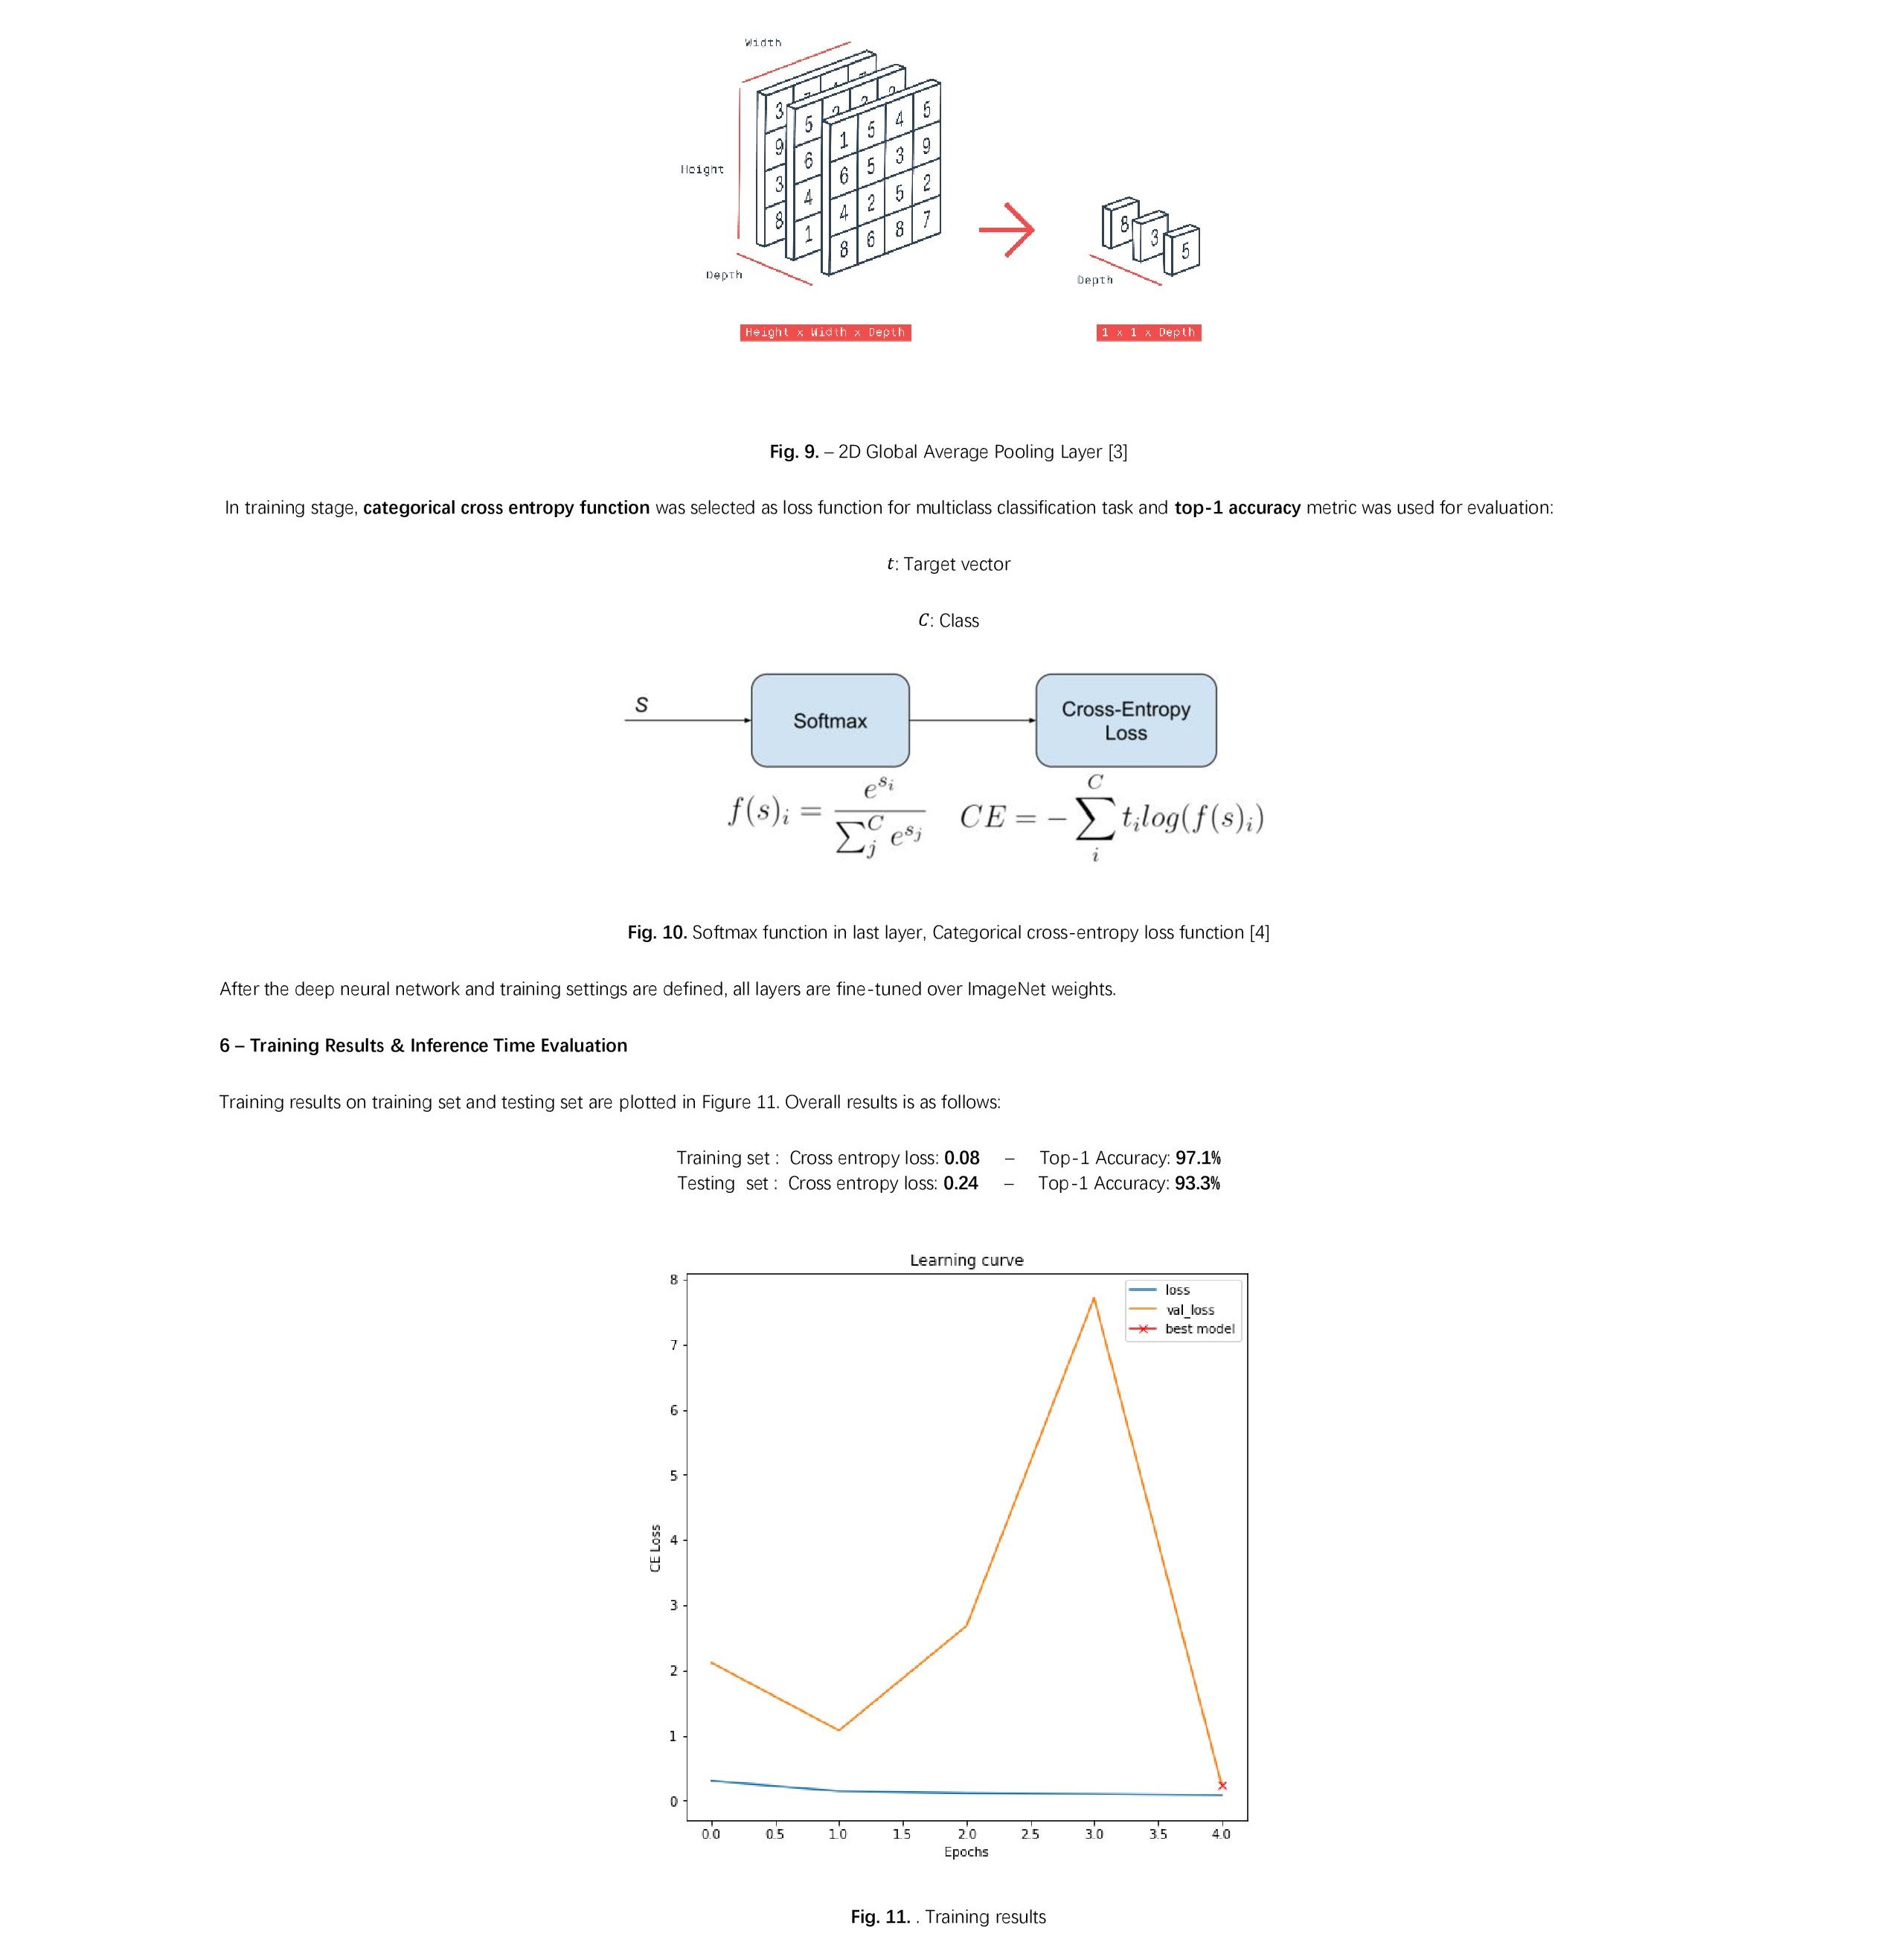 Width
3
5 2 2 2
1 5 4 5
9
6
6 5 3 9
Height
3
4
4 2 5 2
8
1
8 6 8 7
8 3 5
Depth
Depth
Height x Width x Depth
1 x 1 x Depth
Fig. 9. – 2D Global Average Pooling Layer [3]
In training stage, categorical cross entropy function was selected as loss function for multiclass classification task and top-1 accuracy metric was used for evaluation:
t: Target vector
C: Class
S
Softmax
Cross-Entropy
Loss
f(s)_i = e^{s_i} / ∑_j^C e^{s_j}   CE = − ∑_i^C t_i log(f(s)_i)
Fig. 10. Softmax function in last layer, Categorical cross-entropy loss function [4]
After the deep neural network and training settings are defined, all layers are fine-tuned over ImageNet weights.
6 – Training Results & Inference Time Evaluation
Training results on training set and testing set are plotted in Figure 11. Overall results is as follows:
Training set : Cross entropy loss: 0.08 – Top-1 Accuracy: 97.1%
Testing set : Cross entropy loss: 0.24 – Top-1 Accuracy: 93.3%
Learning curve
loss
val_loss
best model
8
7
6
5
4
3
2
1
0
CE Loss
0.0 0.5 1.0 1.5 2.0 2.5 3.0 3.5 4.0
Epochs
Fig. 11. . Training results